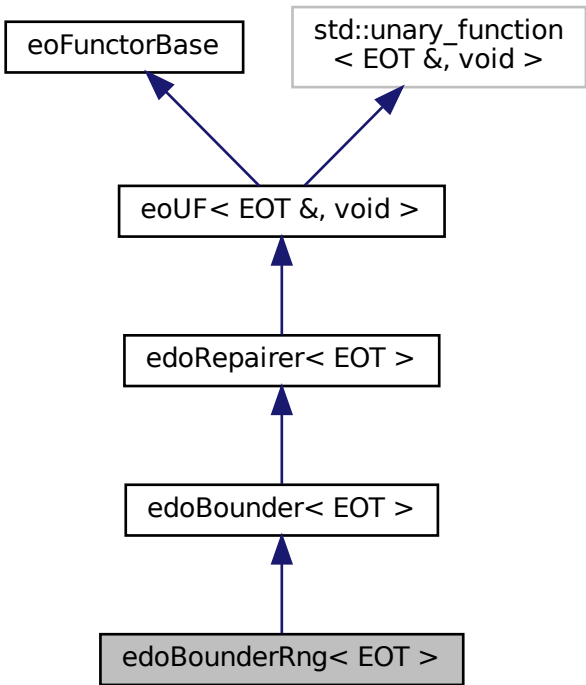 eoFunctorBase
std::unary_function
< EOT &, void >
eoUF< EOT &, void >
edoRepairer< EOT >
edoBounder< EOT >
edoBounderRng< EOT >